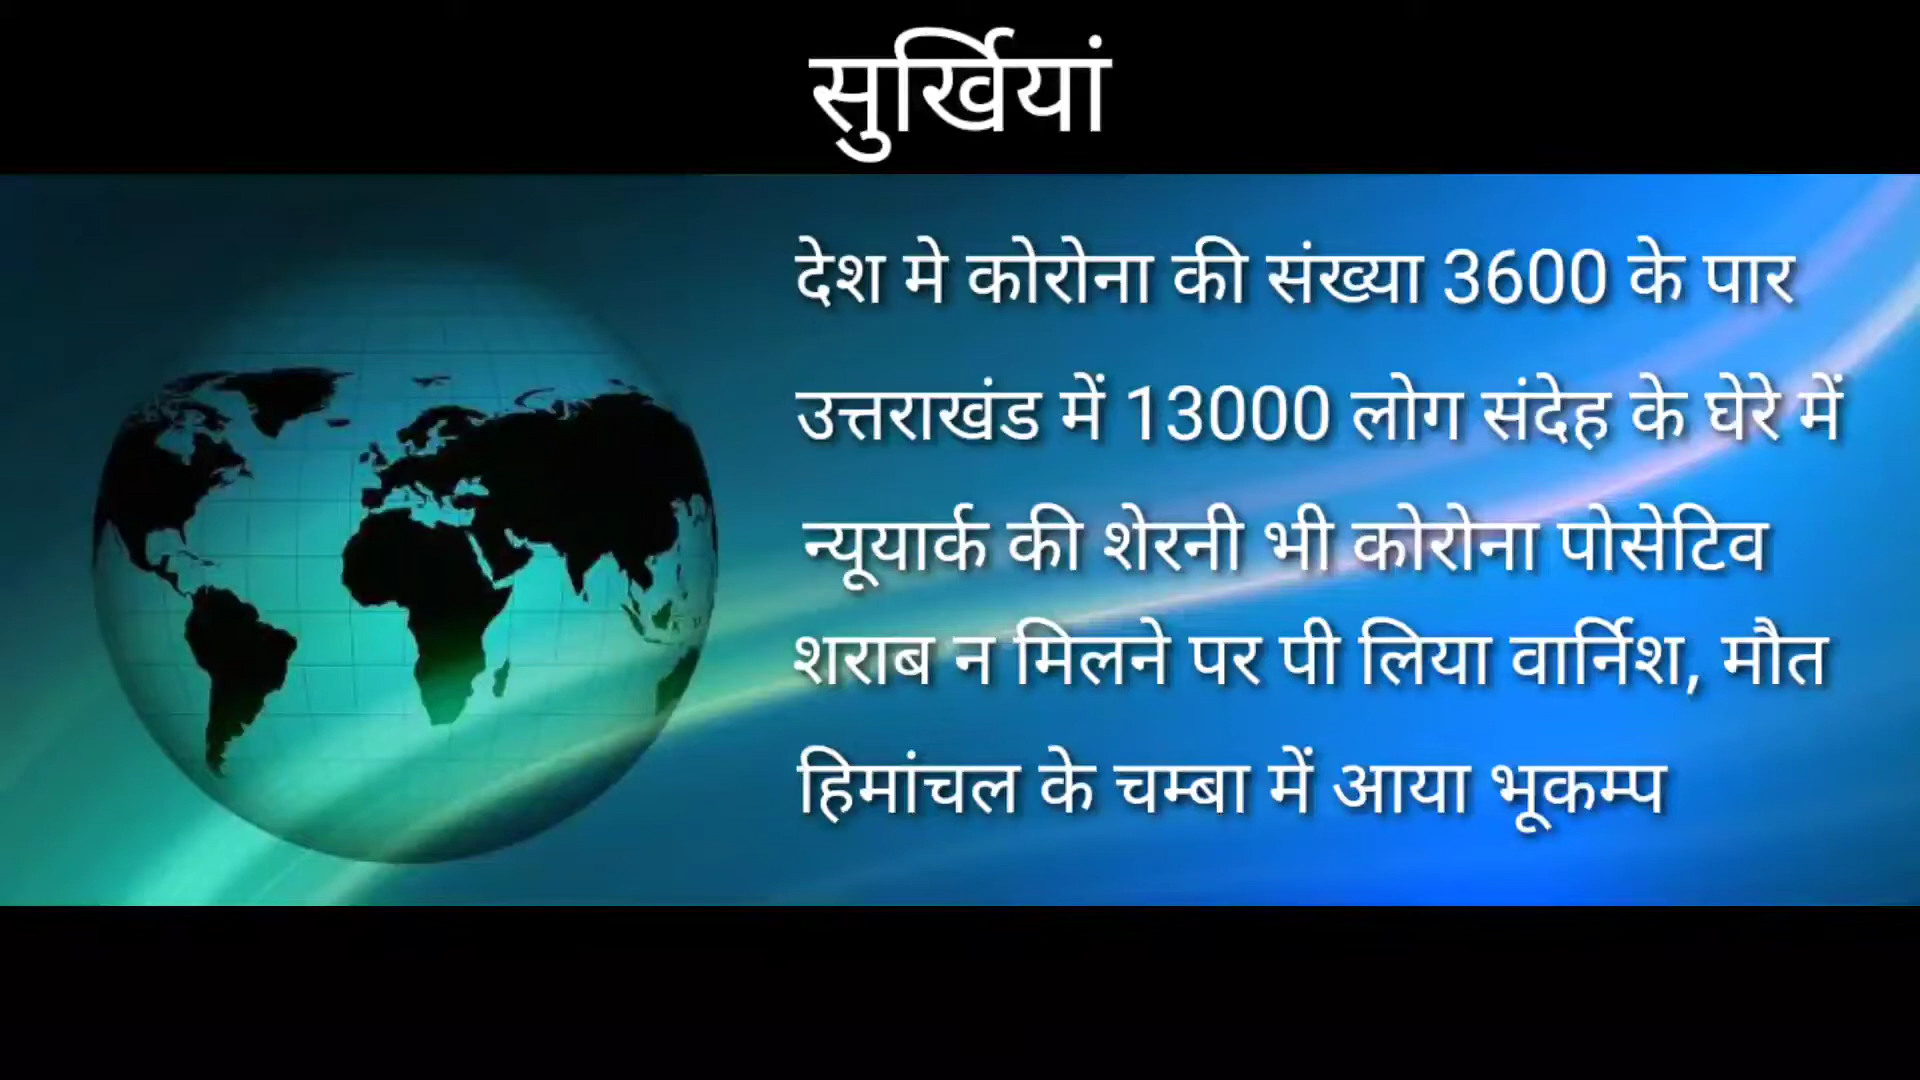 सुर्खियां
देश मे कोरोना की संख्या 3600 के पार
उत्तराखंड में 13000 लोग संदेह के घेरे में
न्यूयार्क की शेरनी भी कोरोना पोसेटिव
शराब न मिलने पर पी लिया वार्निश, मौत
हिमांचल के चम्बा में आया भूकम्प